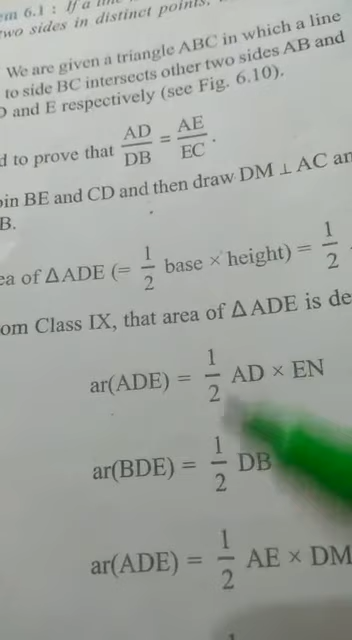 em 6.1 : If a
two sides in distinct points,
We are given a triangle ABC in which a line
to side BC intersects other two sides AB and
D and E respectively (see Fig. 6.10).
d to prove that AD/DB = AE/EC .
oin BE and CD and then draw DM ⊥ AC an
B.
ea of ΔADE (= 1/2 base × height) = 1/2
om Class IX, that area of ΔADE is de
ar(ADE) = 1/2 AD × EN
ar(BDE) = 1/2 DB
ar(ADE) = 1/2 AE × DM